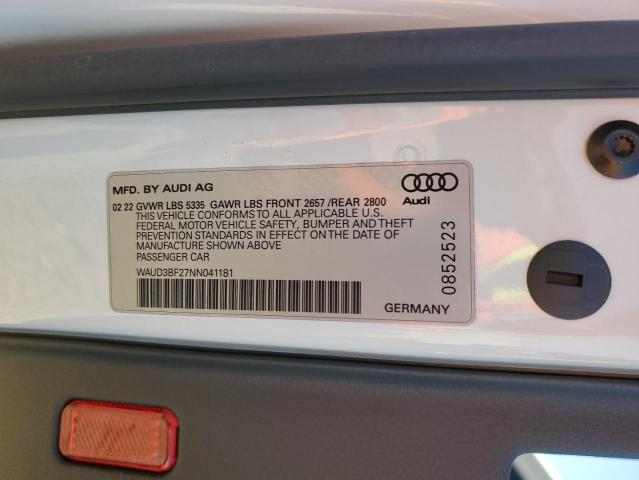 MFD. BY AUDI AG
Audi
02 22 GVWR LBS 5335 GAWR LBS FRONT 2657 /REAR 2800
THIS VEHICLE CONFORMS TO ALL APPLICABLE U.S.
FEDERAL MOTOR VEHICLE SAFETY, BUMPER AND THEFT
PREVENTION STANDARDS IN EFFECT ON THE DATE OF
MANUFACTURE SHOWN ABOVE
PASSENGER CAR
WAUD3BF27NN041181
0852523
GERMANY